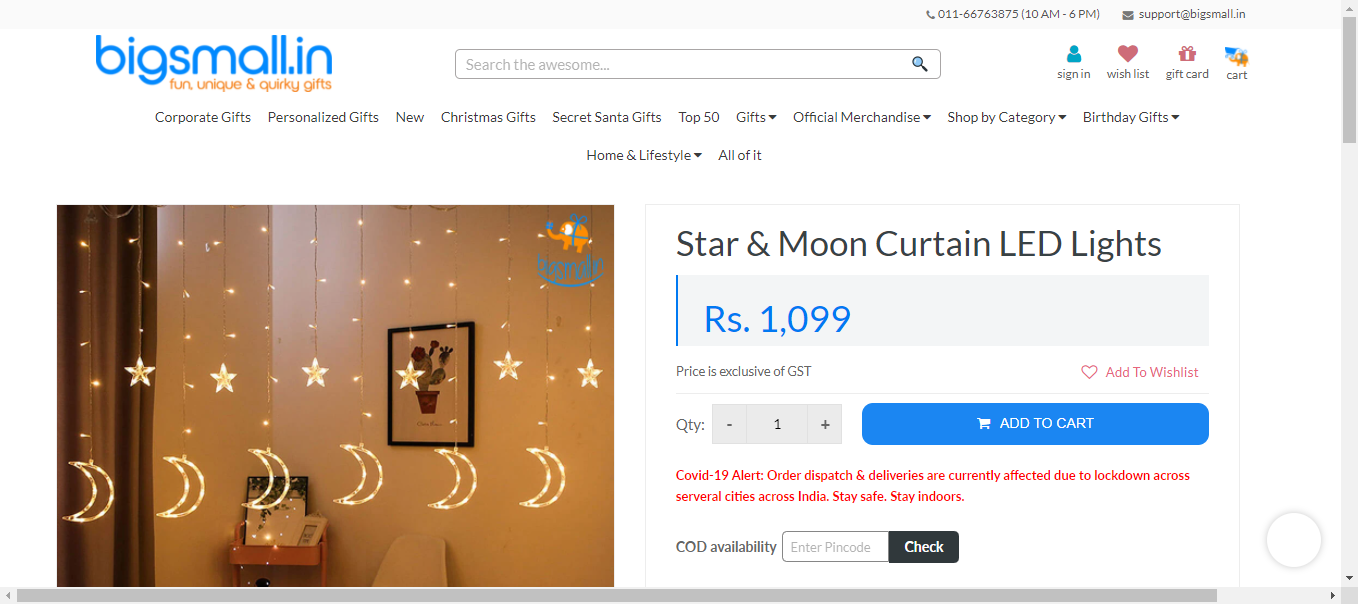 011-66763875 (10 AM - 6 PM) support@bigsmall.in
bigsmall.in
fun, unique & quirky gifts
Search the awesome...
sign in wish list gift card cart
Corporate Gifts Personalized Gifts New Christmas Gifts Secret Santa Gifts Top 50 Gifts Official Merchandise Shop by Category Birthday Gifts
Home & Lifestyle All of it
bigsmall.in
Star & Moon Curtain LED Lights
Rs. 1,099
Price is exclusive of GST Add To Wishlist
Qty: - 1 + ADD TO CART
Covid-19 Alert: Order dispatch & deliveries are currently affected due to lockdown across
serveral cities across India. Stay safe. Stay indoors.
COD availability Enter Pincode Check